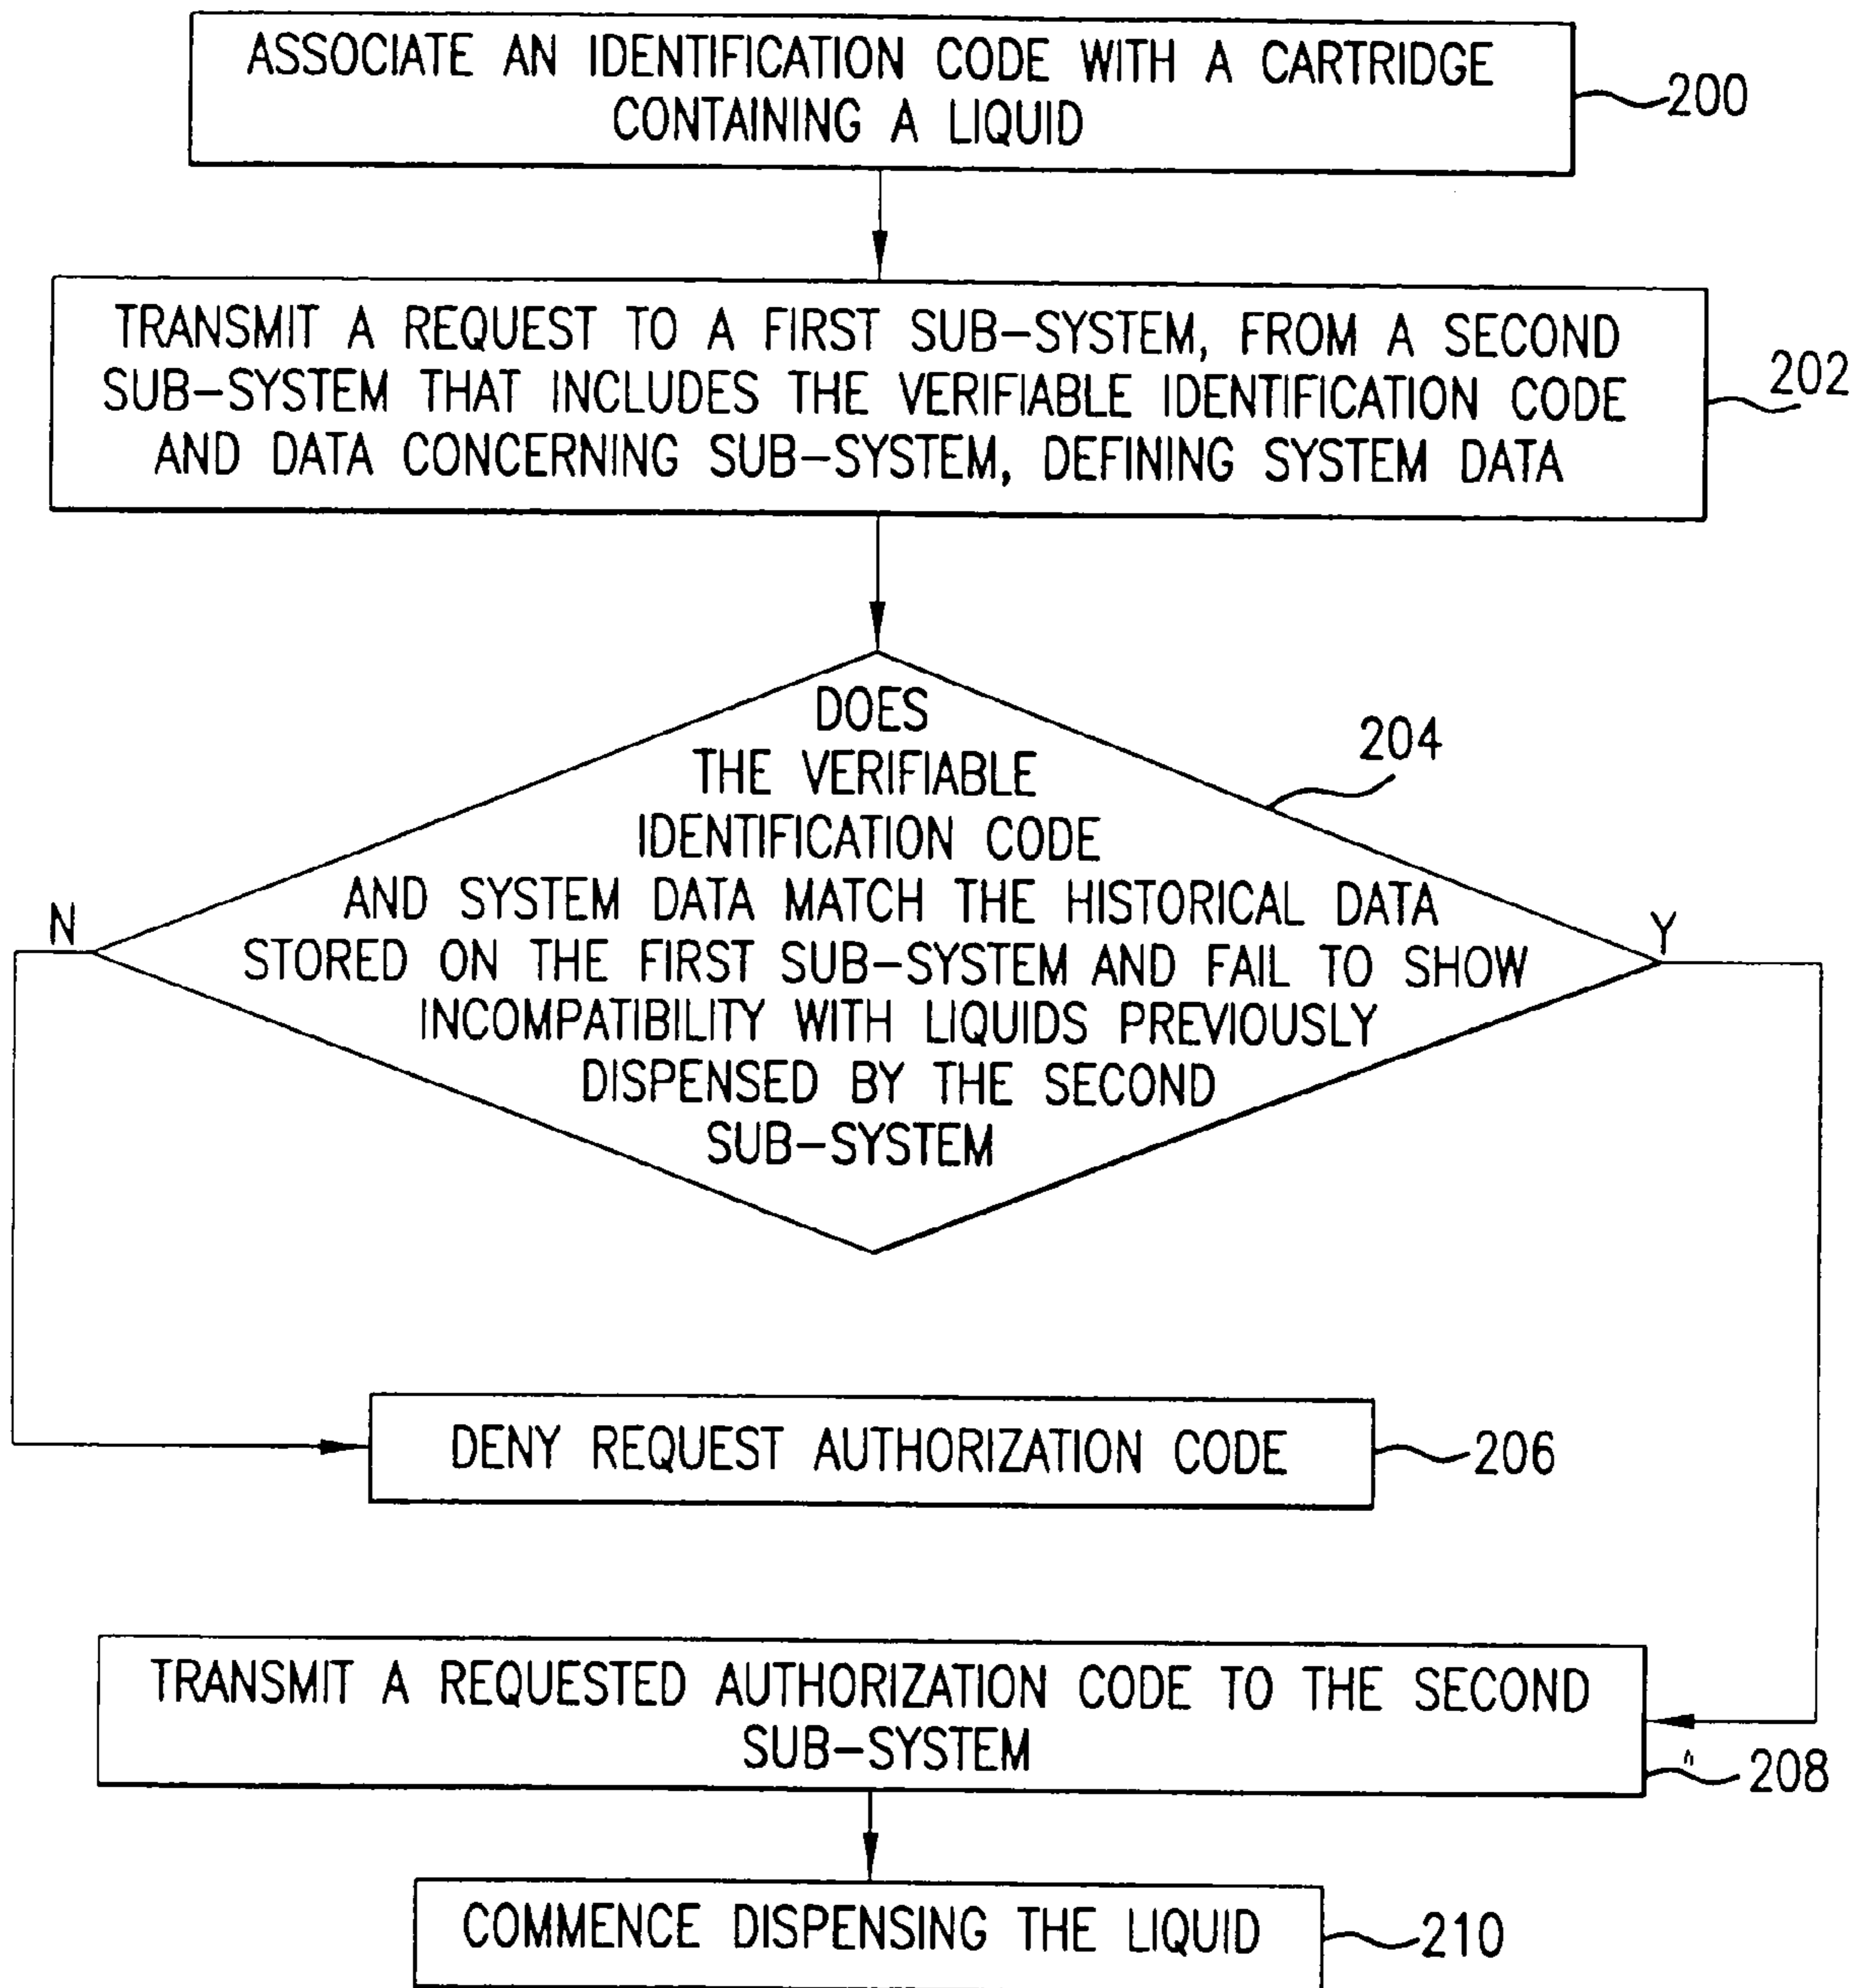 ASSOCIATE AN IDENTIFICATION CODE WITH A CARTRIDGE
CONTAINING A LIQUID
200
TRANSMIT A REQUEST TO A FIRST SUB-SYSTEM, FROM A SECOND
SUB-SYSTEM THAT INCLUDES THE VERIFIABLE IDENTIFICATION CODE
AND DATA CONCERNING SUB-SYSTEM, DEFINING SYSTEM DATA
202
DOES
THE VERIFIABLE
IDENTIFICATION CODE
AND SYSTEM DATA MATCH THE HISTORICAL DATA
STORED ON THE FIRST SUB-SYSTEM AND FAIL TO SHOW
INCOMPATIBILITY WITH LIQUIDS PREVIOUSLY
DISPENSED BY THE SECOND
SUB-SYSTEM
204
N
Y
DENY REQUEST AUTHORIZATION CODE
206
TRANSMIT A REQUESTED AUTHORIZATION CODE TO THE SECOND
SUB-SYSTEM
208
COMMENCE DISPENSING THE LIQUID
210